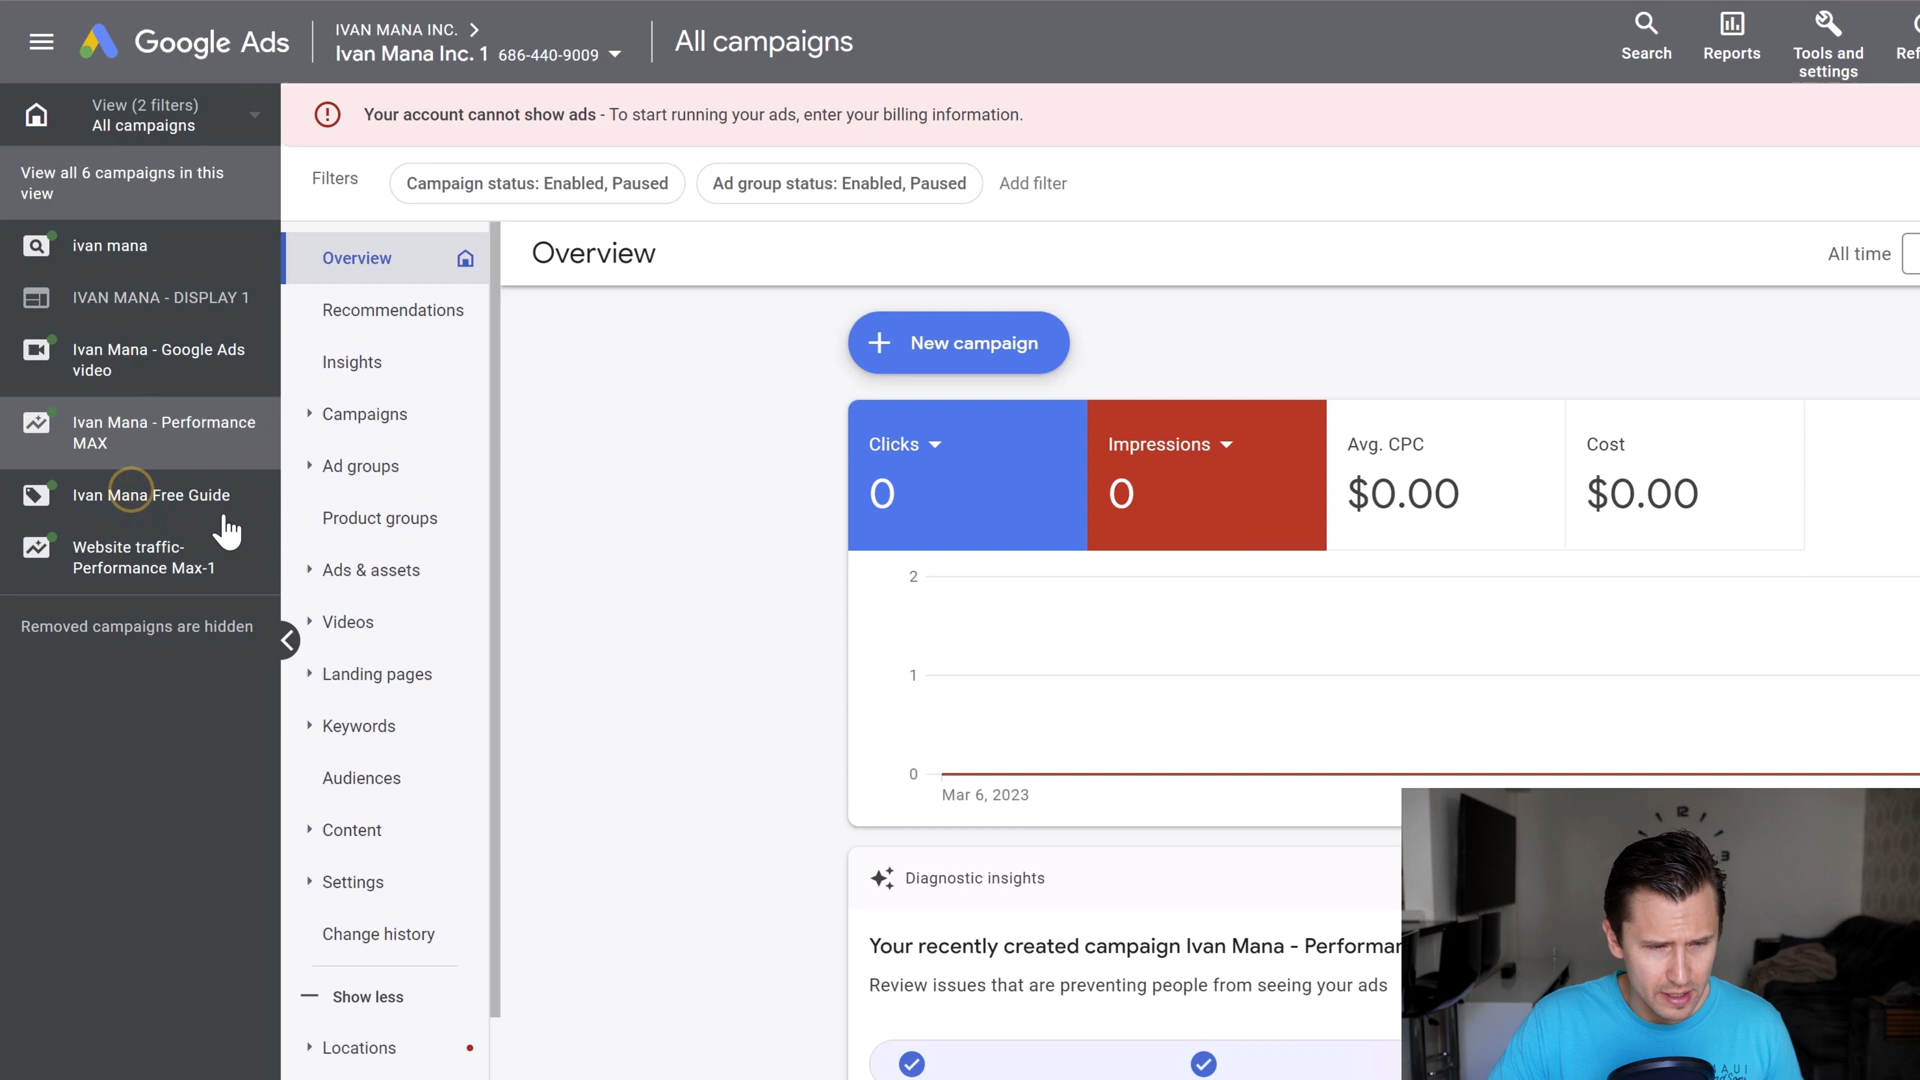 Google Ads
IVAN MANA INC.
Ivan Mana Inc. 1 686-440-9009
All campaigns
Search
Reports
Tools and
settings
Ref
View (2 filters)
All campaigns
Your account cannot show ads - To start running your ads, enter your billing information.
View all 6 campaigns in this
view
Filters
Campaign status: Enabled, Paused
Ad group status: Enabled, Paused
Add filter
ivan mana
IVAN MANA - DISPLAY 1
Ivan Mana - Google Ads
video
Ivan Mana - Performance
MAX
Ivan Mana Free Guide
Website traffic-
Performance Max-1
Removed campaigns are hidden
Overview
Recommendations
Insights
Campaigns
Ad groups
Product groups
Ads & assets
Videos
Landing pages
Keywords
Audiences
Content
Settings
Change history
Show less
Locations
Overview
All time
New campaign
Clicks
0
Impressions
0
Avg. CPC
$0.00
Cost
$0.00
2
1
0
Mar 6, 2023
Diagnostic insights
Your recently created campaign Ivan Mana - Performan
Review issues that are preventing people from seeing your ads
12
3
MAUI